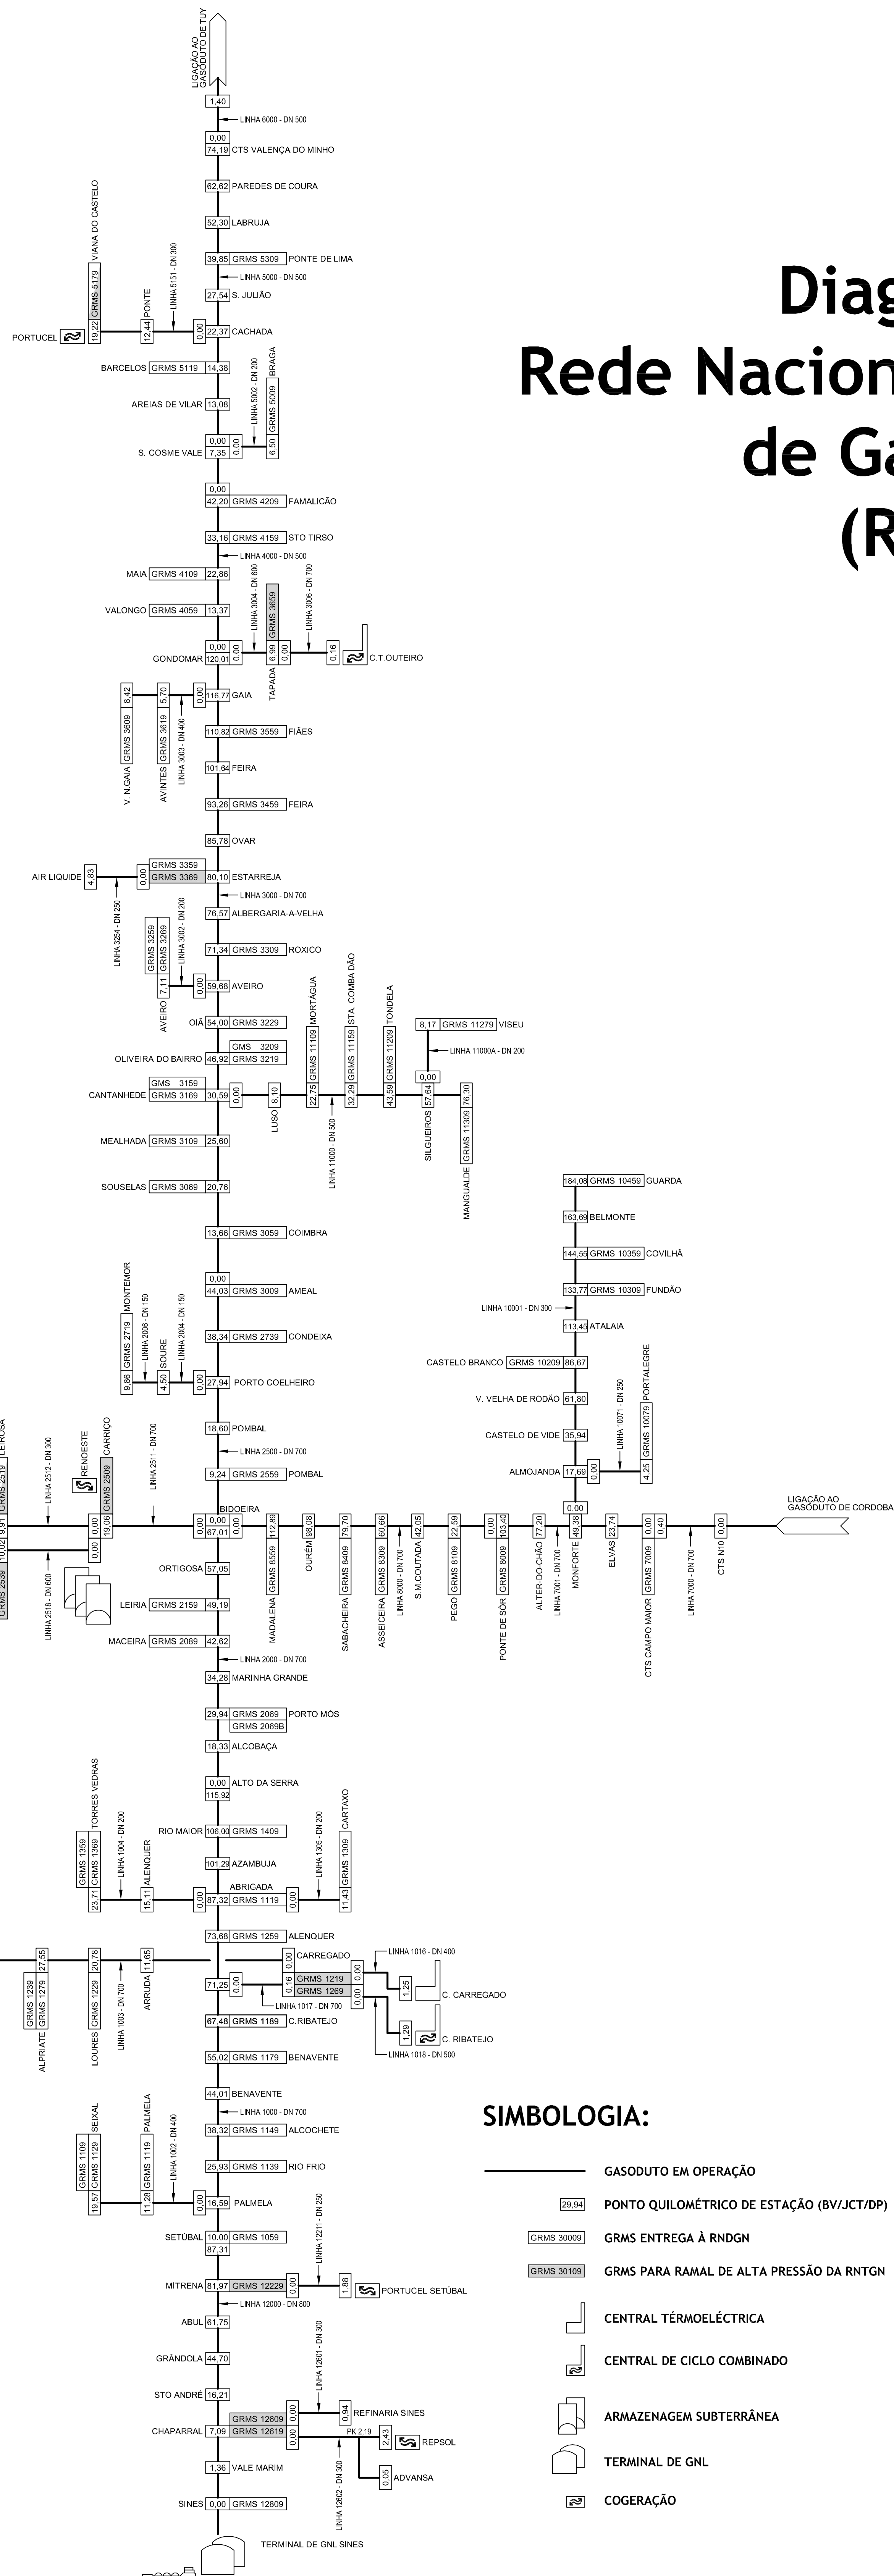 LIGAÇÃO AO
GASODUTO DE TUY
1,40
LINHA 6000 - DN 500
0,00
74,19 CTS VALENÇA DO MINHO
62,62 PAREDES DE COURA
52,30 LABRUJA
39,85 GRMS 5309 PONTE DE LIMA
LINHA 5000 - DN 500
27,54 S. JULIÃO
VIANA DO CASTELO
GRMS 5179
19,22
PORTUCEL
PONTE
12,44
LINHA 5151 - DN 300
0,00
22,37 CACHADA
BARCELOS GRMS 5119 14,38
AREIAS DE VILAR 13,08
0,00
S. COSME VALE 7,35
0,00
LINHA 5002 - DN 200
6,50 GRMS 5009 BRAGA
0,00
42,20 GRMS 4209 FAMALICÃO
33,16 GRMS 4159 STO TIRSO
LINHA 4000 - DN 500
MAIA GRMS 4109 22,86
VALONGO GRMS 4059 13,37
0,00
GONDOMAR 120,01
0,00
LINHA 3004 - DN 600
TAPADA 6,99 GRMS 3659
0,00
LINHA 3006 - DN 700
0,16
C.T.OUTEIRO
V. N.GAIA GRMS 3609 8,42
AVINTES GRMS 3619 5,70
LINHA 3003 - DN 400
0,00
116,77 GAIA
110,82 GRMS 3559 FIÃES
101,64 FEIRA
93,26 GRMS 3459 FEIRA
85,78 OVAR
AIR LIQUIDE 4,83
LINHA 3254 - DN 250
0,00
GRMS 3359
GRMS 3369 80,10 ESTARREJA
LINHA 3000 - DN 700
76,57 ALBERGARIA-A-VELHA
71,34 GRMS 3309 ROXICO
GRMS 3259
AVEIRO 7,11 GRMS 3269
LINHA 3002 - DN 200
0,00
59,68 AVEIRO
OIÃ 54,00 GRMS 3229
GMS 3209
OLIVEIRA DO BAIRRO 46,92 GRMS 3219
GMS 3159
CANTANHEDE GRMS 3169 30,59
0,00
LUSO 8,10
22,75 GRMS 11109 MORTÁGUA
LINHA 11000 - DN 500
32,29 GRMS 11159 STA. COMBA DÃO
43,59 GRMS 11209 TONDELA
8,17 GRMS 11279 VISEU
LINHA 11000A - DN 200
0,00
SILGUEIROS 57,64
MANGUALDE GRMS 11309 76,30
MEALHADA GRMS 3109 25,60
SOUSELAS GRMS 3069 20,76
13,66 GRMS 3059 COIMBRA
0,00
44,03 GRMS 3009 AMEAL
38,34 GRMS 2739 CONDEIXA
9,86 GRMS 2719 MONTEMOR
LINHA 2006 - DN 150
4,50 SOURE
LINHA 2004 - DN 150
0,00
27,94 PORTO COELHEIRO
18,60 POMBAL
LINHA 2500 - DN 700
9,24 GRMS 2559 POMBAL
184,08 GRMS 10459 GUARDA
163,69 BELMONTE
144,55 GRMS 10359 COVILHÃ
133,77 GRMS 10309 FUNDÃO
LINHA 10001 - DN 300
113,45 ATALAIA
CASTELO BRANCO GRMS 10209 86,67
V. VELHA DE RODÃO 61,80
CASTELO DE VIDE 35,94
ALMOJANDA 17,69
0,00
LINHA 10071 - DN 250
4,25 GRMS 10079 PORTALEGRE
0,00
9,91 GRMS 2519 LEIROSA
GRMS 2539 10,02
LINHA 2512 - DN 300
LINHA 2518 - DN 600
RENOESTE
0,00
0,00
19,06 GRMS 2509 CARRIÇO
LINHA 2511 - DN 700
0,00
BIDOEIRA
0,00
67,01
0,00
MADALENA GRMS 8559 112,89
OURÉM 98,08
SABACHEIRA GRMS 8409 79,70
ASSEICEIRA GRMS 8309 60,66
LINHA 8000 - DN 700
S.M.COUTADA 42,05
PEGO GRMS 8109 22,59
0,00
PONTE DE SÔR GRMS 8009 103,40
ALTER-DO-CHÃO 77,20
LINHA 7001 - DN 700
MONFORTE 49,38
ELVAS 23,74
0,00
CTS CAMPO MAIOR GRMS 7009 0,40
LINHA 7000 - DN 700
CTS N10 0,00
LIGAÇÃO AO
GASODUTO DE CORDOBA
ORTIGOSA 57,05
LEIRIA GRMS 2159 49,19
MACEIRA GRMS 2089 42,62
LINHA 2000 - DN 700
34,28 MARINHA GRANDE
29,94 GRMS 2069 PORTO MÓS
GRMS 2069B
18,33 ALCOBAÇA
0,00 ALTO DA SERRA
115,92
RIO MAIOR 106,00 GRMS 1409
101,29 AZAMBUJA
GRMS 1359
23,71 GRMS 1369 TORRES VEDRAS
LINHA 1004 - DN 200
15,11 ALENQUER
0,00
ABRIGADA
87,32 GRMS 1119
0,00
LINHA 1305 - DN 200
11,43 GRMS 1309 CARTAXO
73,68 GRMS 1259 ALENQUER
GRMS 1239
ALPRIATE GRMS 1279 27,55
LOURES GRMS 1229 20,78
LINHA 1003 - DN 700
ARRUDA 11,65
0,00 CARREGADO
71,25
0,00
LINHA 1017 - DN 700
0,16 GRMS 1219
GRMS 1269
0,00
0,00
LINHA 1016 - DN 400
1,25
C. CARREGADO
1,29
C. RIBATEJO
LINHA 1018 - DN 500
67,48 GRMS 1189 C.RIBATEJO
55,02 GRMS 1179 BENAVENTE
44,01 BENAVENTE
LINHA 1000 - DN 700
38,32 GRMS 1149 ALCOCHETE
25,93 GRMS 1139 RIO FRIO
GRMS 1109
19,57 GRMS 1129 SEIXAL
11,28 GRMS 1119 PALMELA
LINHA 1002 - DN 400
0,00
16,59 PALMELA
SETÚBAL 10.00 GRMS 1059
87,31
MITRENA 81,97 GRMS 12229
0,00
LINHA 12211 - DN 250
1,88
PORTUCEL SETÚBAL
LINHA 12000 - DN 800
ABUL 61,75
GRÂNDOLA 44,70
STO ANDRÉ 16,21
GRMS 12609
CHAPARRAL 7,09 GRMS 12619
0,00
0,00
LINHA 12601 - DN 300
0,94 REFINARIA SINES
PK 2,19
2,43
REPSOL
LINHA 12602 - DN 300
0,05 ADVANSA
1,36 VALE MARIM
SINES 0,00 GRMS 12809
TERMINAL DE GNL SINES
Diag
Rede Nacion
de Ga
(R
SIMBOLOGIA:
GASODUTO EM OPERAÇÃO
29,94 PONTO QUILOMÉTRICO DE ESTAÇÃO (BV/JCT/DP)
GRMS 30009 GRMS ENTREGA À RNDGN
GRMS 30109 GRMS PARA RAMAL DE ALTA PRESSÃO DA RNTGN
CENTRAL TÉRMOELÉCTRICA
CENTRAL DE CICLO COMBINADO
ARMAZENAGEM SUBTERRÂNEA
TERMINAL DE GNL
COGERAÇÃO